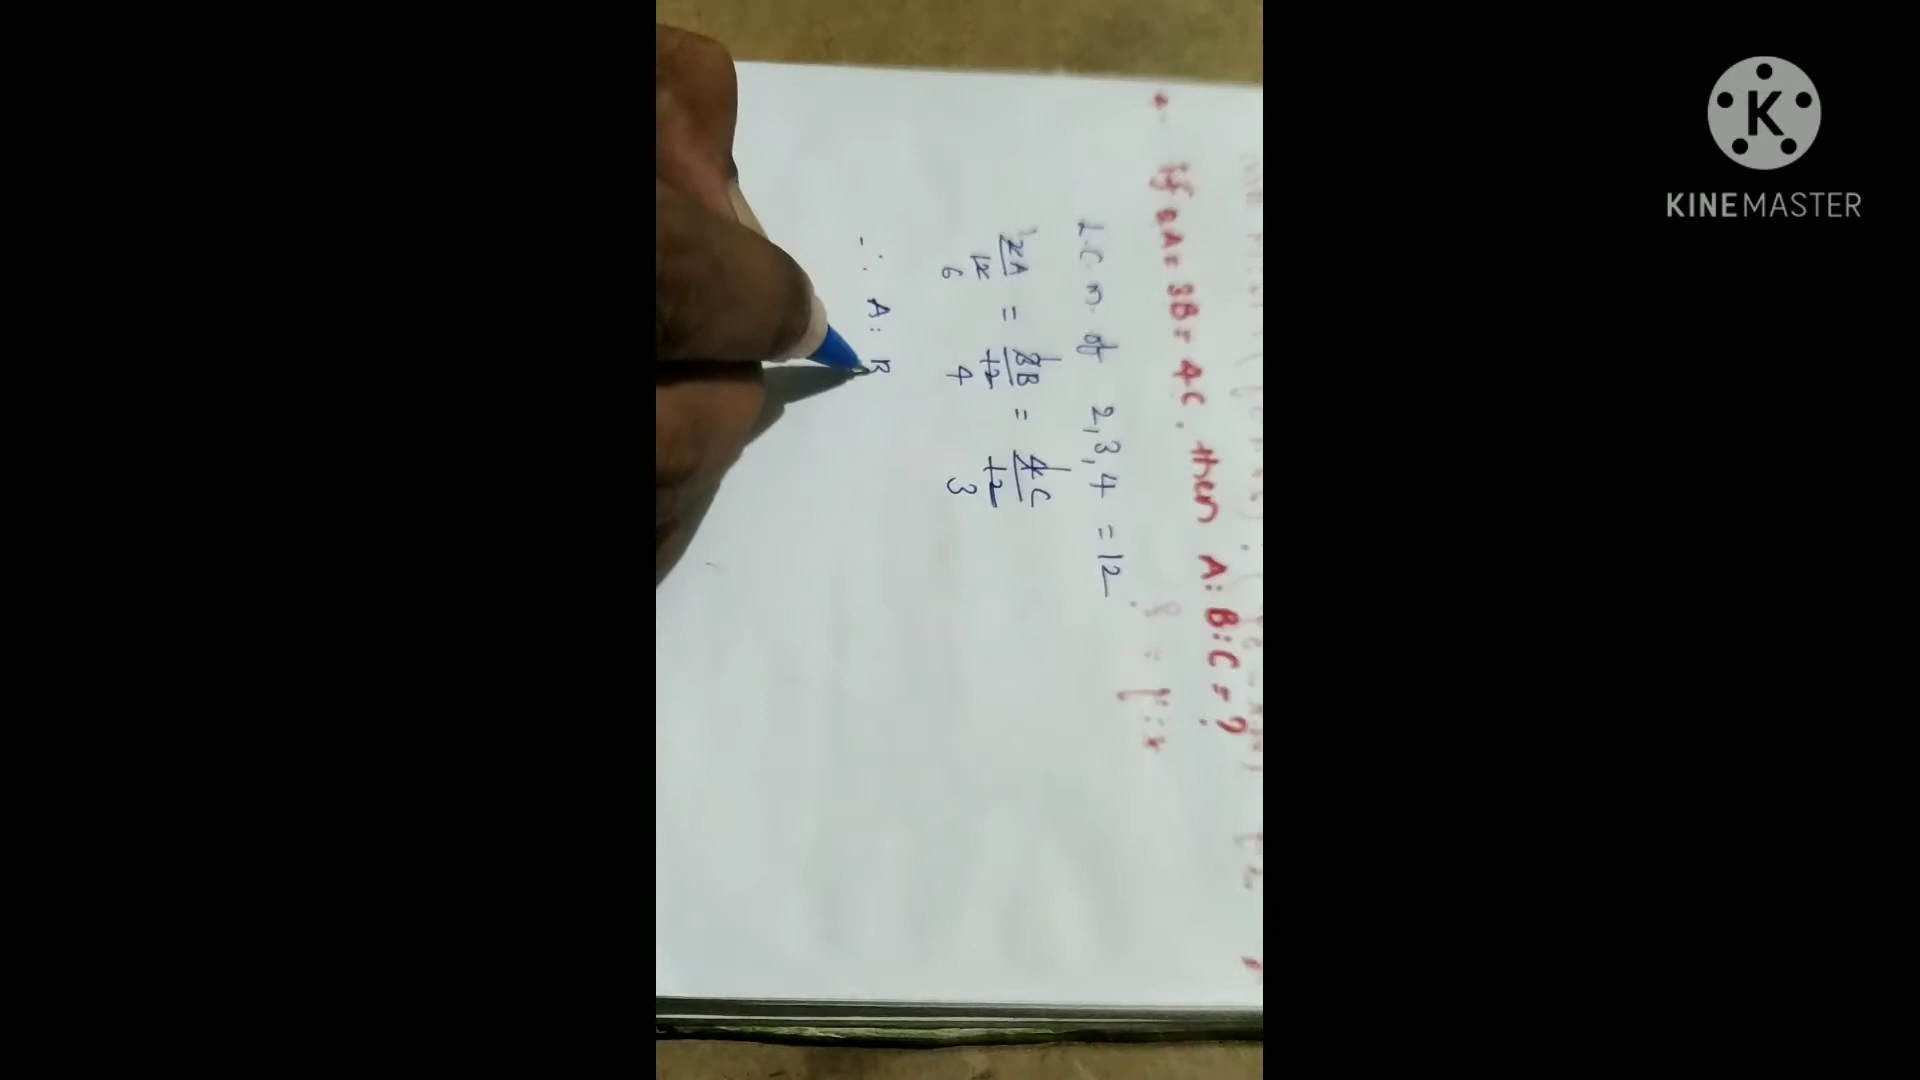 * If 2A = 3B = 4C, then A:B:C = ?
L.C.M. of 2,3,4 = 12
2A/12 = 3B/12 = 4C/12
6 4 3
∴ A: B
K
KINEMASTER